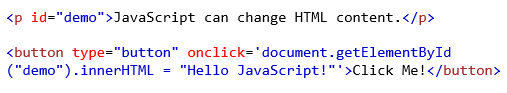 <p id="demo">JavaScript can change HTML content.</p>
<button type="button" onclick='document.getElementById
("demo").innerHTML = "Hello JavaScript!"'>Click Me!</button>